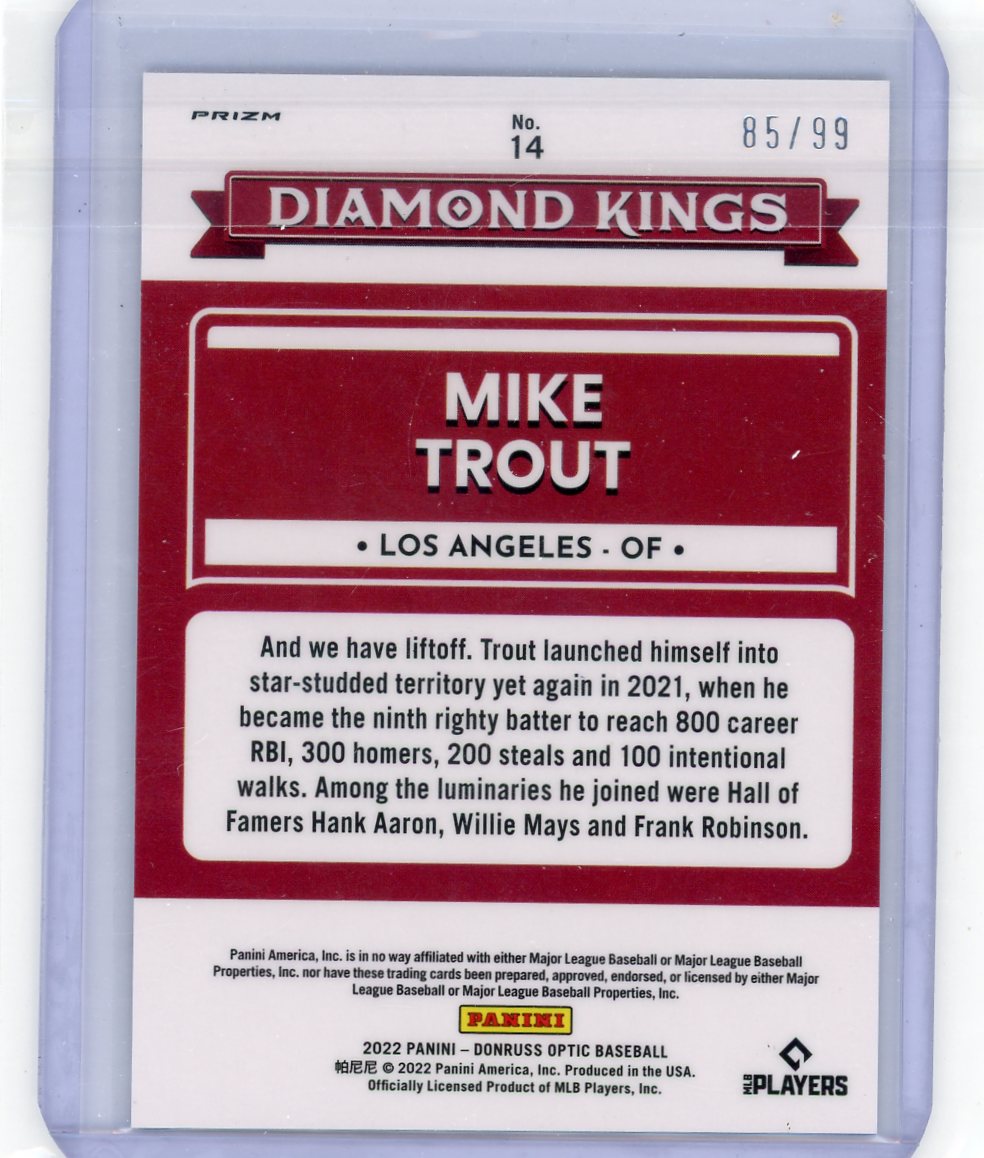 PRIZM
No.
14
85/99
DIAMOND KINGS
MIKE
TROUT
• LOS ANGELES - OF •
And we have liftoff. Trout launched himself into
star-studded territory yet again in 2021, when he
became the ninth righty batter to reach 800 career
RBI, 300 homers, 200 steals and 100 intentional
walks. Among the luminaries he joined were Hall of
Famers Hank Aaron, Willie Mays and Frank Robinson.
Panini America, Inc. is in no way affiliated with either Major League Baseball or Major League Baseball
Properties, Inc. nor have these trading cards been prepared, approved, endorsed, or licensed by either Major
League Baseball or Major League Baseball Properties, Inc.
PANINI
2022 PANINI – DONRUSS OPTIC BASEBALL
帕尼尼 © 2022 Panini America, Inc. Produced in the USA.
Officially Licensed Product of MLB Players, Inc.
MLB PLAYERS